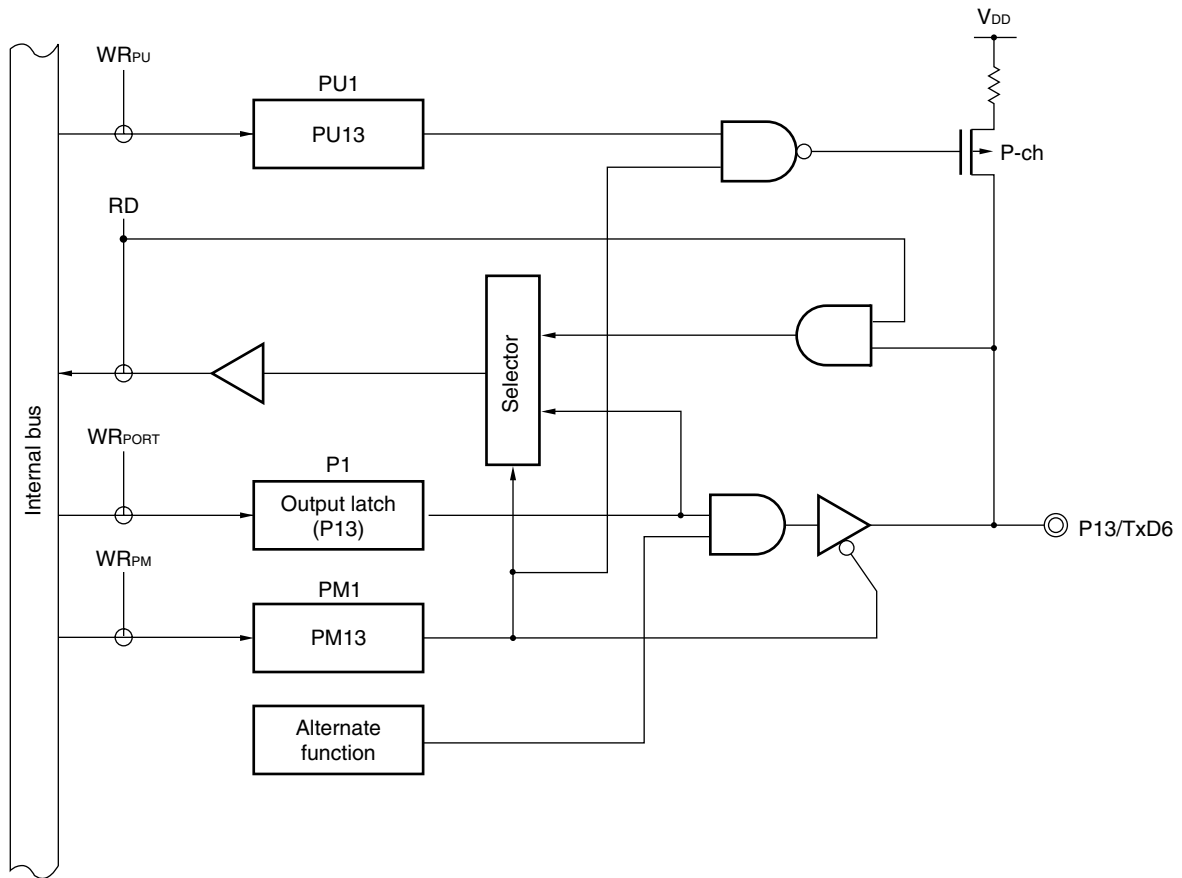 VDD
WRPU
PU1
PU13
P-ch
RD
Selector
Internal bus
WRPORT
P1
Output latch
(P13)
P13/TxD6
WRPM
PM1
PM13
Alternate
function